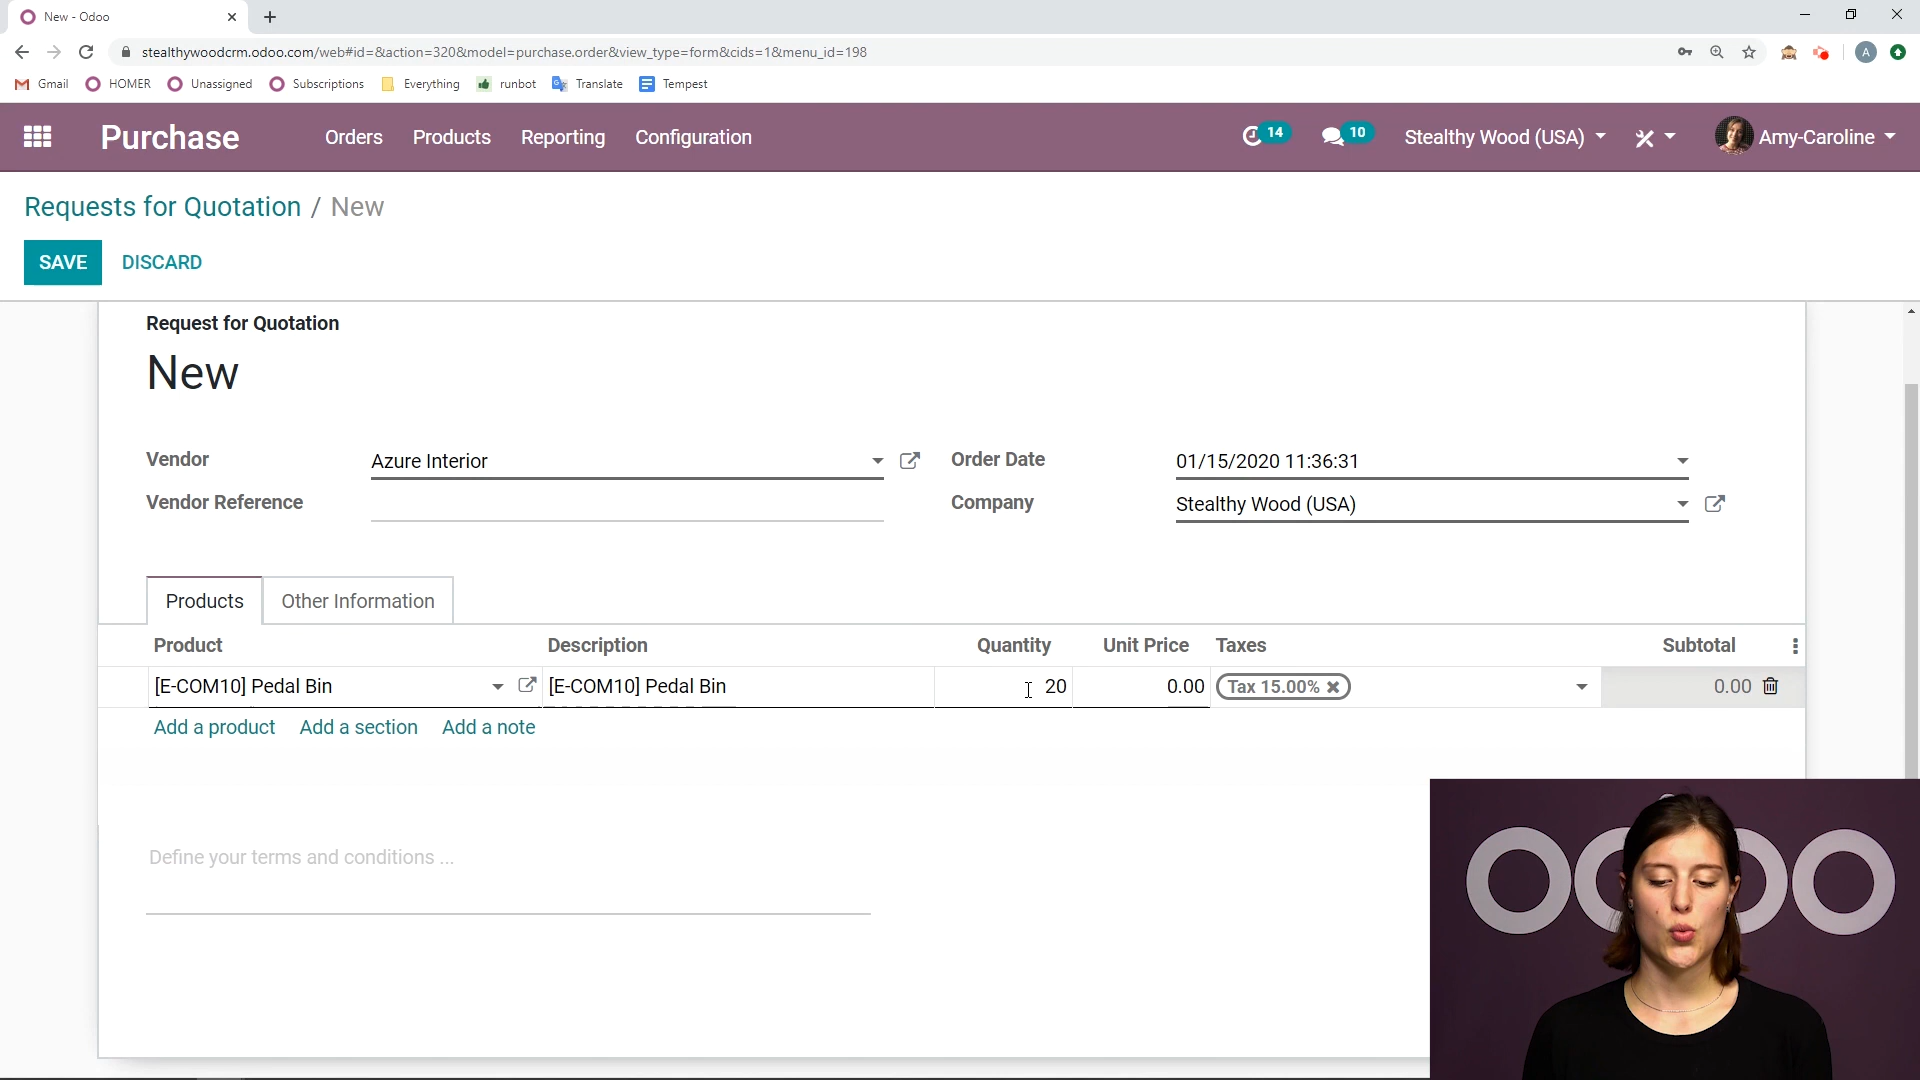 New - Odoo
stealthywoodcrm.odoo.com/web#id=&action=320&model=purchase.order&view_type=form&cids=1&menu_id=198
A
Gmail HOMER Unassigned Subscriptions Everything runbot Translate Tempest
Purchase Orders Products Reporting Configuration 14 10 Stealthy Wood (USA) Amy-Caroline
Requests for Quotation / New
SAVE DISCARD
Request for Quotation
New
Vendor Azure Interior Order Date 01/15/2020 11:36:31
Vendor Reference Company Stealthy Wood (USA)
Products Other Information
Product Description Quantity Unit Price Taxes Subtotal
[E-COM10] Pedal Bin [E-COM10] Pedal Bin 20 0.00 Tax 15.00% 0.00
Add a product Add a section Add a note
Define your terms and conditions ...